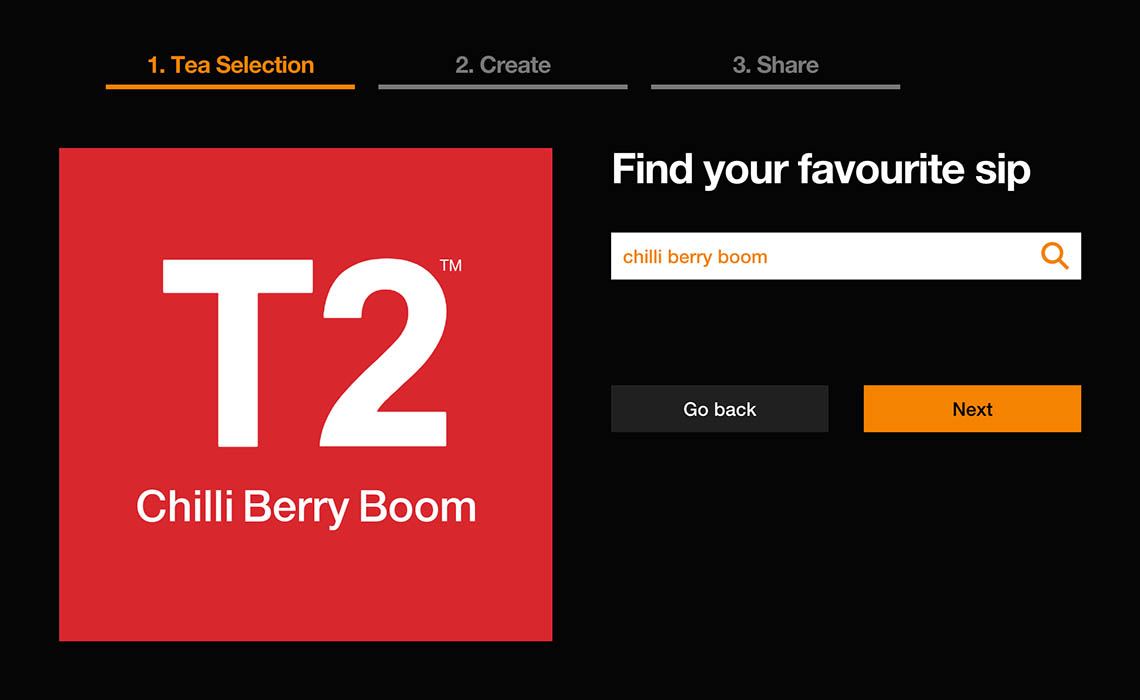 1. Tea Selection
2. Create
3. Share
T2™
Chilli Berry Boom
Find your favourite sip
chilli berry boom
Go back
Next